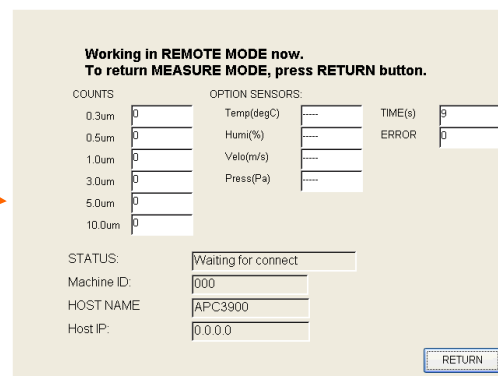 Working in REMOTE MODE now.
To return MEASURE MODE, press RETURN button.
COUNTS OPTION SENSORS:
0.3um 0 Temp(degC) ----- TIME(s) 9
0.5um 0 Humi(%) ----- ERROR 0
1.0um 0 Velo(m/s) -----
3.0um 0 Press(Pa) -----
5.0um 0
10.0um 0
STATUS: Waiting for connect
Machine ID: 000
HOST NAME APC3900
Host IP: 0.0.0.0
RETURN